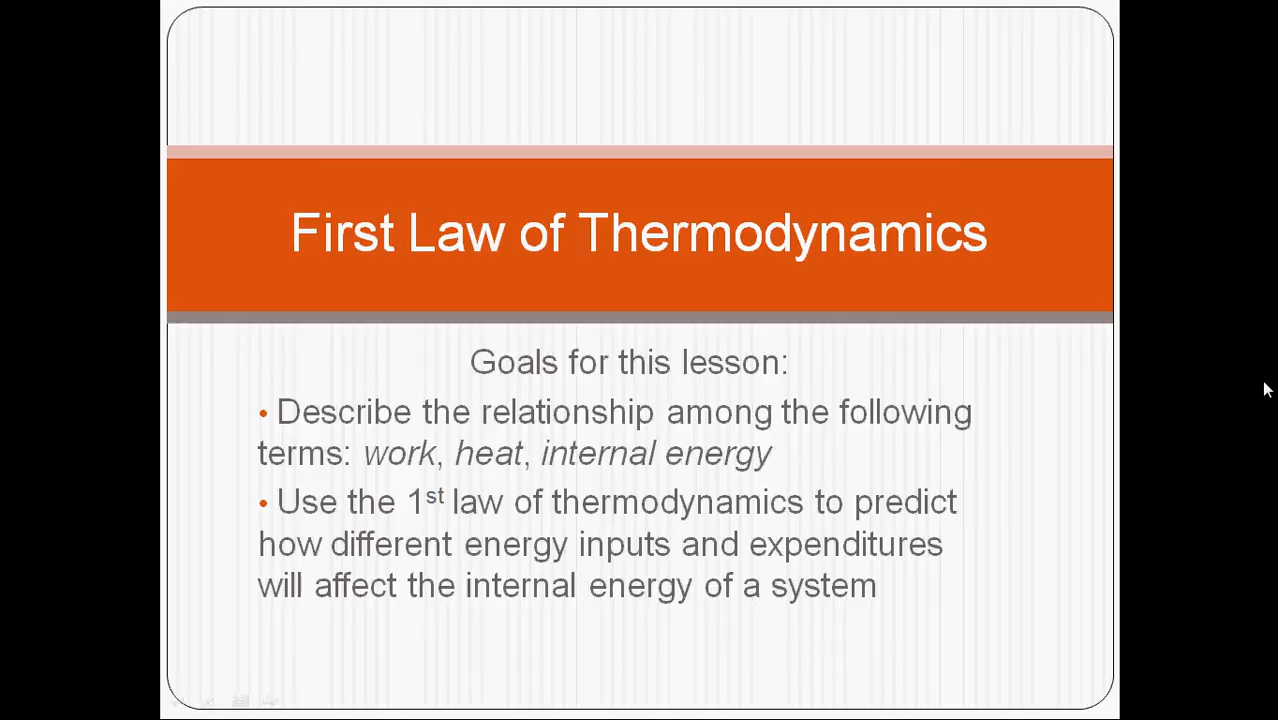 First Law of Thermodynamics
Goals for this lesson:
• Describe the relationship among the following
terms: work, heat, internal energy
• Use the 1st law of thermodynamics to predict
how different energy inputs and expenditures
will affect the internal energy of a system